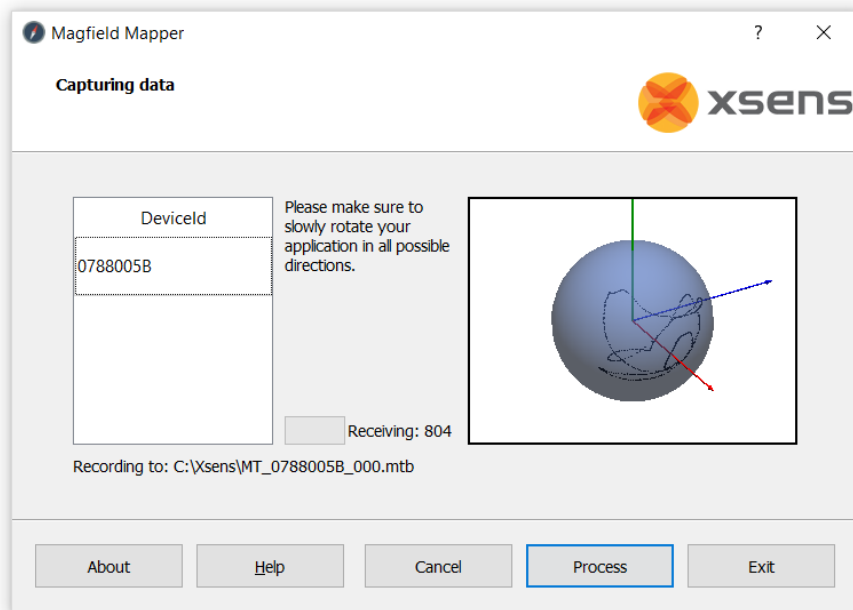 Magfield Mapper
?
Capturing data
xsens
DeviceId
0788005B
Please make sure to
slowly rotate your
application in all possible
directions.
Receiving: 804
Recording to: C:\Xsens\MT_0788005B_000.mtb
About
Help
Cancel
Process
Exit